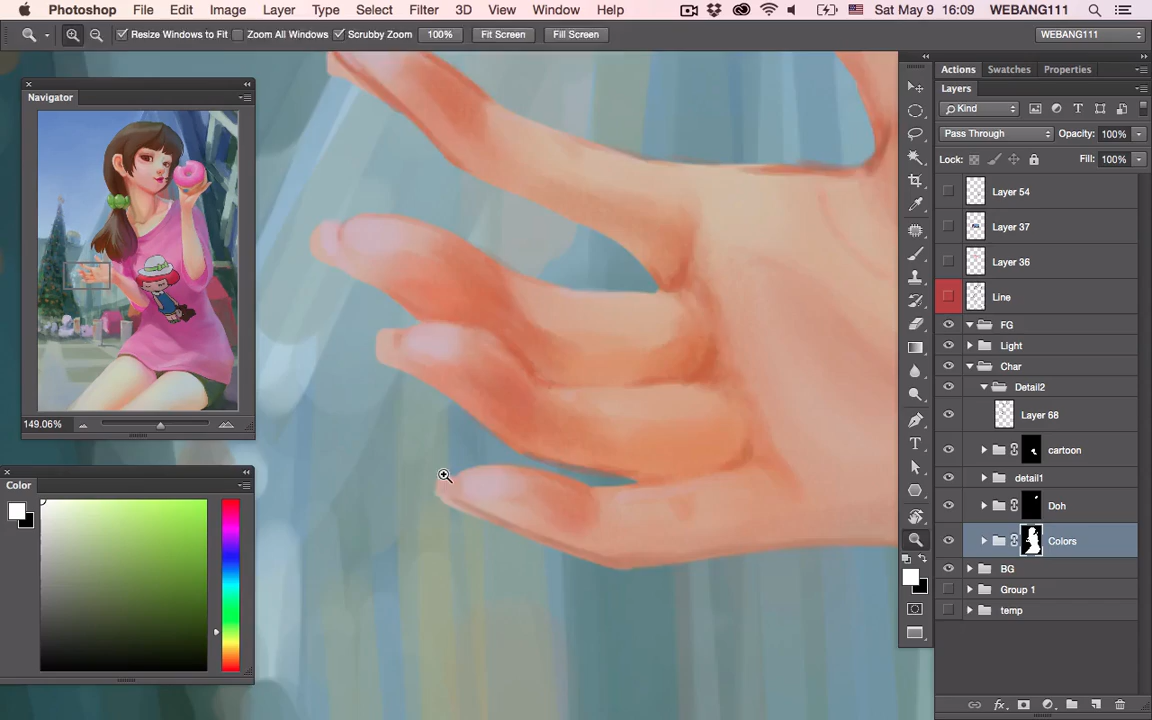 Photoshop File Edit Image Layer Type Select Filter 3D View Window Help Sat May 9 16:09 WEBANG111
Resize Windows to Fit Zoom All Windows Scrubby Zoom 100% Fit Screen Fill Screen WEBANG111
Navigator
149.06%
Color
Actions Swatches Properties
Layers
Kind
Pass Through Opacity: 100%
Lock: Fill: 100%
Layer 54
Layer 37
Layer 36
Line
FG
Light
Char
Detail2
Layer 68
cartoon
detail1
Doh
Colors
BG
Group 1
temp